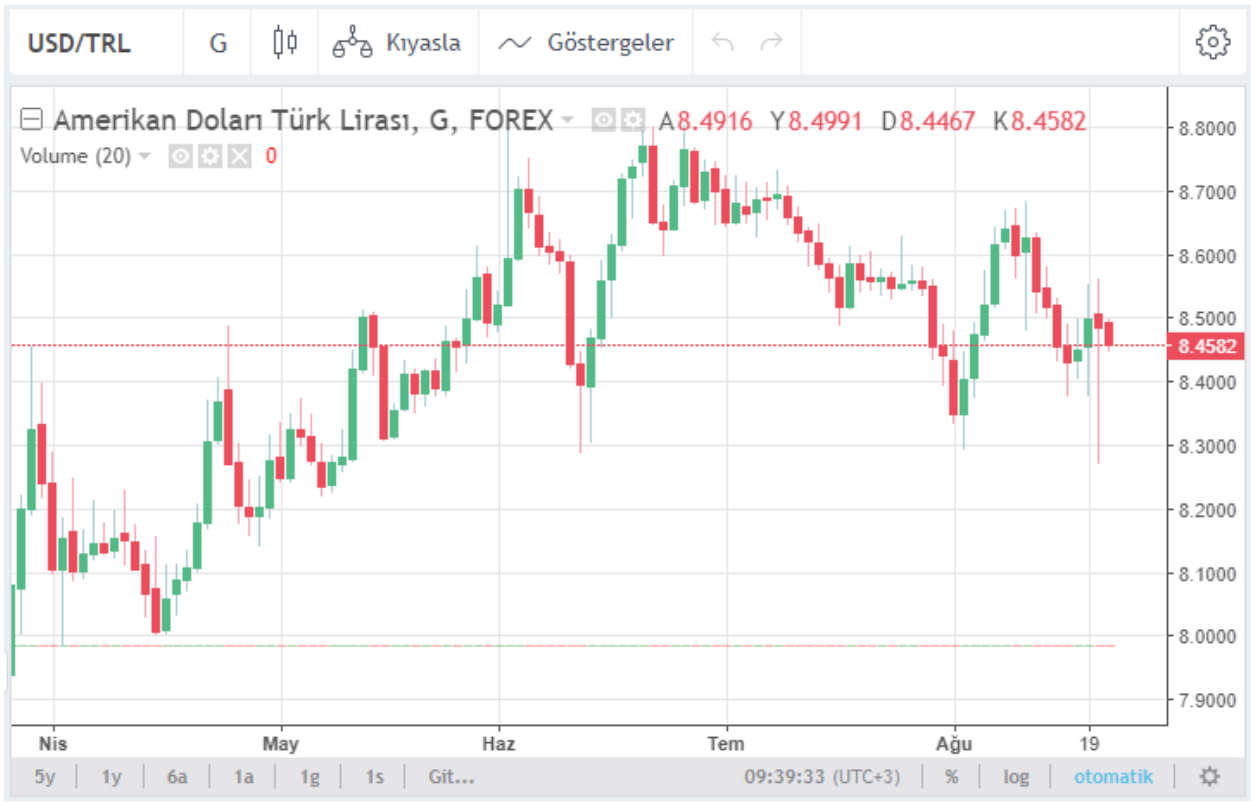 USD/TRL G Kıyasla Göstergeler
Amerikan Doları Türk Lirası, G, FOREX A8.4916 Y8.4991 D8.4467 K8.4582
Volume (20) 0
8.8000
8.7000
8.6000
8.5000
8.4582
8.4000
8.3000
8.2000
8.1000
8.0000
7.9000
Nis May Haz Tem Ağu 19
5y 1y 6a 1a 1g 1s Git... 09:39:33 (UTC+3) % log otomatik